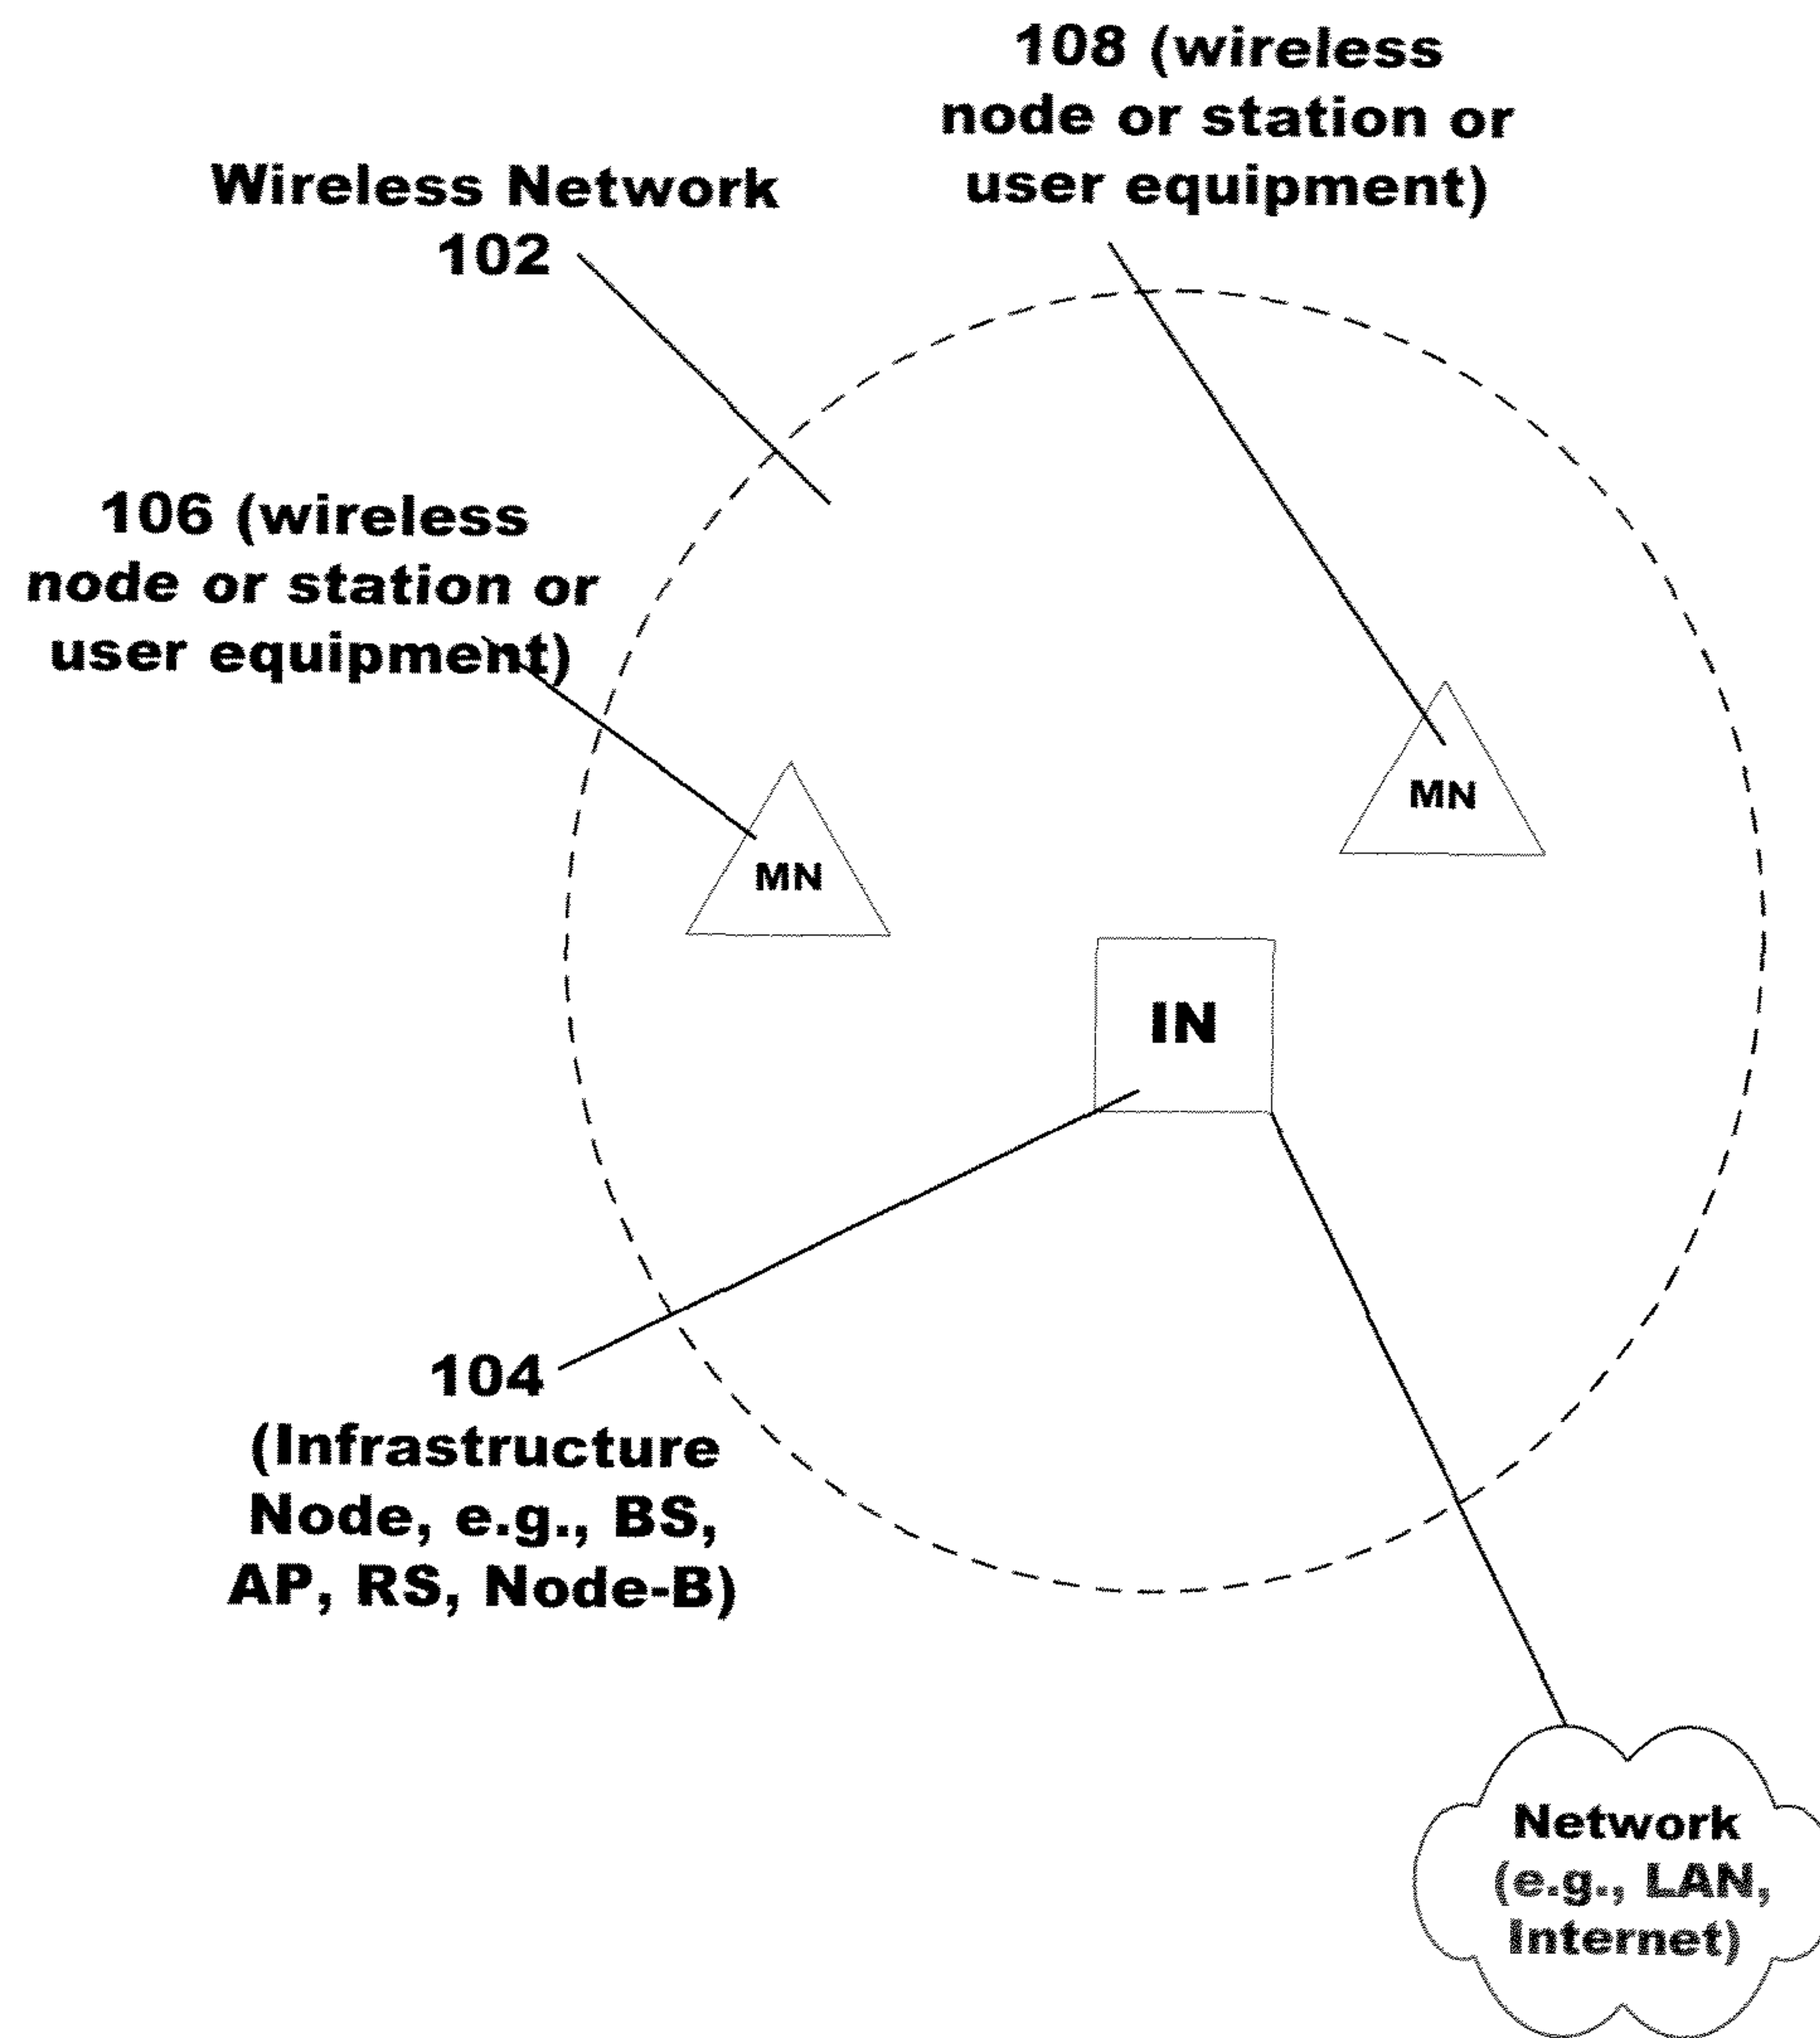 108 (wireless
node or station or
user equipment)
Wireless Network
102
106 (wireless
node or station or
user equipment)
MN
MN
IN
104
(Infrastructure
Node, e.g., BS,
AP, RS, Node-B)
Network
(e.g., LAN,
Internet)